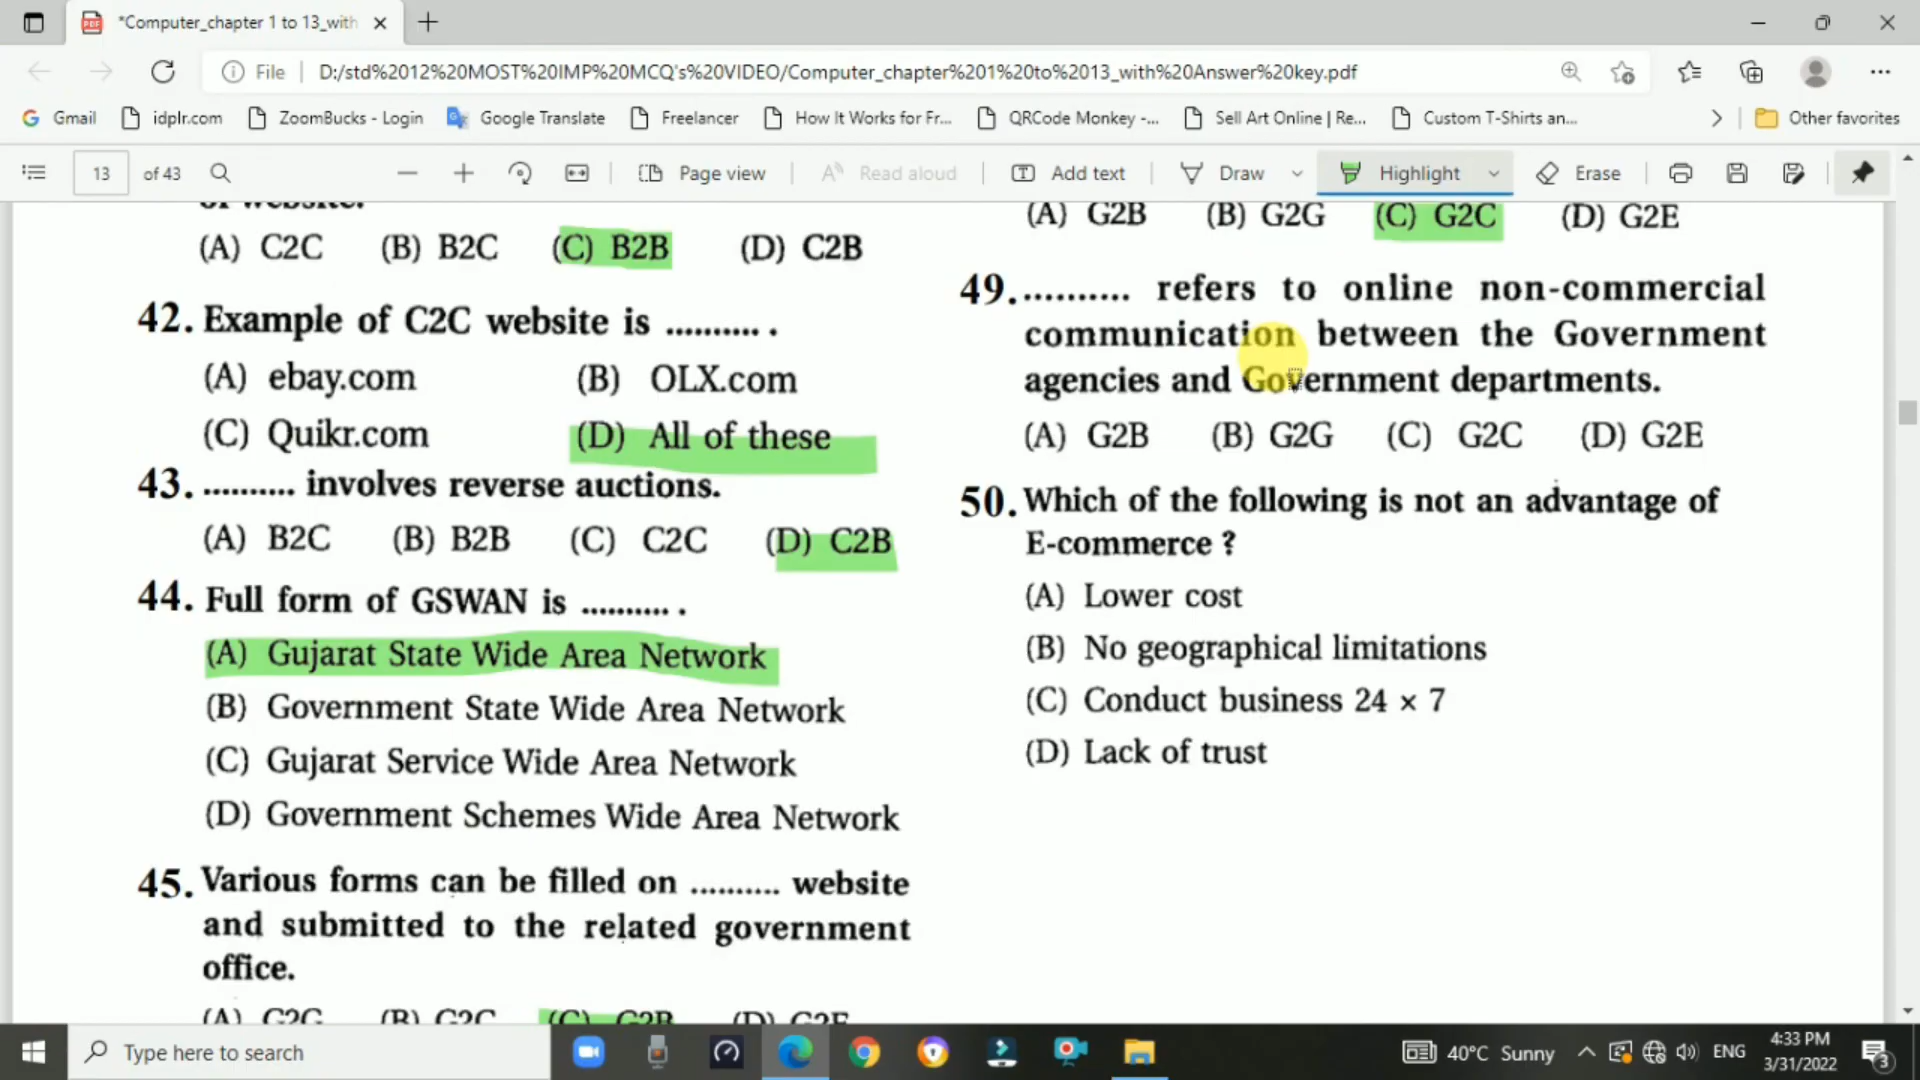 *Computer_chapter 1 to 13_with
File
D:/std%2012%20MOST%20IMP%20MCQ's%20VIDEO/Computer_chapter%201%20to%2013_with%20Answer%20key.pdf
Gmail idplr.com ZoomBucks - Login Google Translate Freelancer How It Works for Fr... QRCode Monkey -... Sell Art Online | Re... Custom T-Shirts an... Other favorites
13 of 43 Page view Read aloud Add text Draw Highlight Erase
of website.
(A) C2C (B) B2C (C) B2B (D) C2B
42. Example of C2C website is .......... .
(A) ebay.com (B) OLX.com
(C) Quikr.com (D) All of these
43. .......... involves reverse auctions.
(A) B2C (B) B2B (C) C2C (D) C2B
44. Full form of GSWAN is .......... .
(A) Gujarat State Wide Area Network
(B) Government State Wide Area Network
(C) Gujarat Service Wide Area Network
(D) Government Schemes Wide Area Network
45. Various forms can be filled on .......... website
and submitted to the related government
office.
(A) G2G (B) G2C (C) G2B (D) G2E
(A) G2B (B) G2G (C) G2C (D) G2E
49. .......... refers to online non-commercial
communication between the Government
agencies and Government departments.
(A) G2B (B) G2G (C) G2C (D) G2E
50. Which of the following is not an advantage of
E-commerce ?
(A) Lower cost
(B) No geographical limitations
(C) Conduct business 24 × 7
(D) Lack of trust
Type here to search
40°C Sunny
ENG
4:33 PM
3/31/2022
3